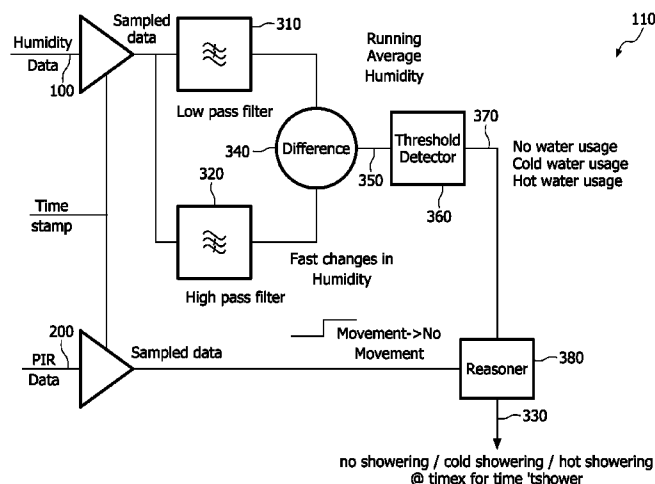 110
Humidity
Data
100
Sampled
data
310
Low pass filter
Running
Average
Humidity
340
Difference
350
Threshold
Detector
360
370
No water usage
Cold water usage
Hot water usage
Time
stamp
320
High pass filter
Fast changes in
Humidity
PIR
Data
200
Sampled data
Movement->No
Movement
Reasoner
380
330
no showering / cold showering / hot showering
@ timex for time 'tshower